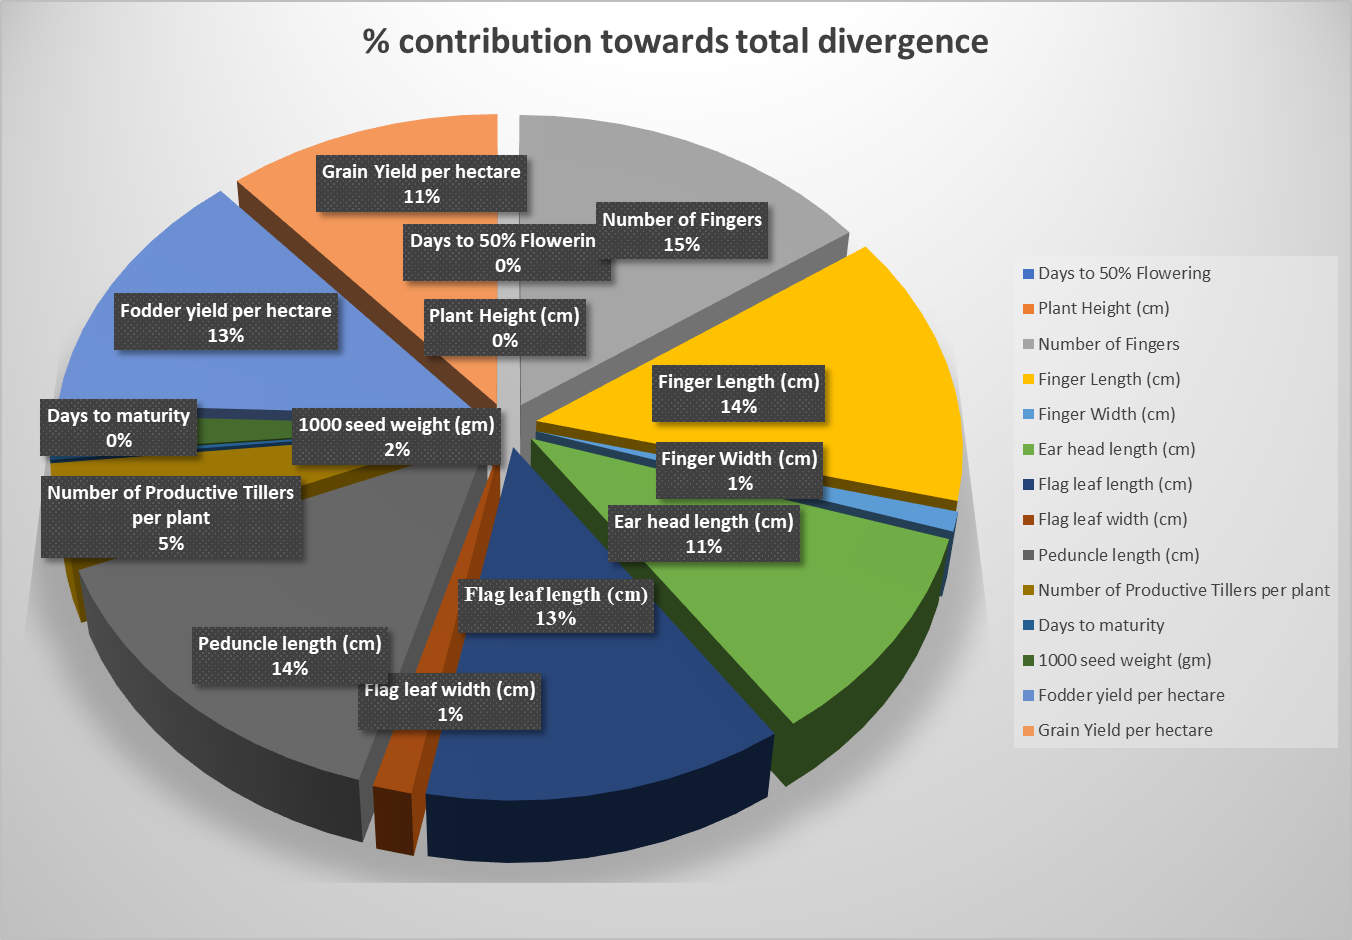 % contribution towards total divergence
Grain Yield per hectare
11%
Number of Fingers
15%
Days to 50% Flowerin
0%
Fodder yield per hectare
13%
Plant Height (cm)
0%
Finger Length (cm)
14%
Days to maturity
0%
1000 seed weight (gm)
2%
Finger Width (cm)
1%
Number of Productive Tillers
per plant
5%
Ear head length (cm)
11%
Flag leaf length (cm)
13%
Peduncle length (cm)
14%
Flag leaf width (cm)
1%
Days to 50% Flowering
Plant Height (cm)
Number of Fingers
Finger Length (cm)
Finger Width (cm)
Ear head length (cm)
Flag leaf length (cm)
Flag leaf width (cm)
Peduncle length (cm)
Number of Productive Tillers per plant
Days to maturity
1000 seed weight (gm)
Fodder yield per hectare
Grain Yield per hectare